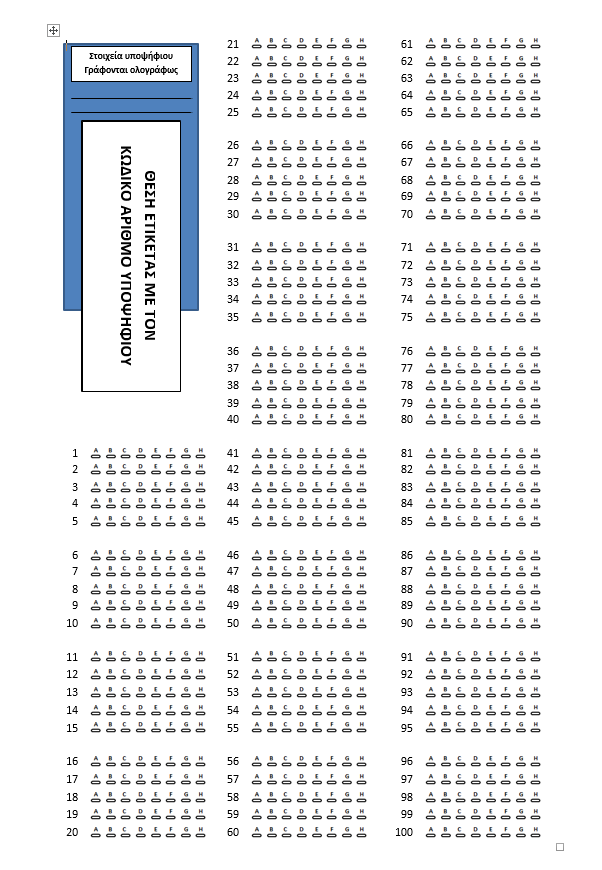 Στοιχεία υποψήφιου
Γράφονται ολογράφως
ΘΕΣΗ ΕΤΙΚΕΤΑΣ ΜΕ ΤΟΝ
ΚΩΔΙΚΟ ΑΡΙΘΜΟ ΥΠΟΨΗΦΙΟΥ
1 A B C D E F G H
2 A B C D E F G H
3 A B C D E F G H
4 A B C D E F G H
5 A B C D E F G H
6 A B C D E F G H
7 A B C D E F G H
8 A B C D E F G H
9 A B C D E F G H
10 A B C D E F G H
11 A B C D E F G H
12 A B C D E F G H
13 A B C D E F G H
14 A B C D E F G H
15 A B C D E F G H
16 A B C D E F G H
17 A B C D E F G H
18 A B C D E F G H
19 A B C D E F G H
20 A B C D E F G H
21 A B C D E F G H
22 A B C D E F G H
23 A B C D E F G H
24 A B C D E F G H
25 A B C D E F G H
26 A B C D E F G H
27 A B C D E F G H
28 A B C D E F G H
29 A B C D E F G H
30 A B C D E F G H
31 A B C D E F G H
32 A B C D E F G H
33 A B C D E F G H
34 A B C D E F G H
35 A B C D E F G H
36 A B C D E F G H
37 A B C D E F G H
38 A B C D E F G H
39 A B C D E F G H
40 A B C D E F G H
41 A B C D E F G H
42 A B C D E F G H
43 A B C D E F G H
44 A B C D E F G H
45 A B C D E F G H
46 A B C D E F G H
47 A B C D E F G H
48 A B C D E F G H
49 A B C D E F G H
50 A B C D E F G H
51 A B C D E F G H
52 A B C D E F G H
53 A B C D E F G H
54 A B C D E F G H
55 A B C D E F G H
56 A B C D E F G H
57 A B C D E F G H
58 A B C D E F G H
59 A B C D E F G H
60 A B C D E F G H
61 A B C D E F G H
62 A B C D E F G H
63 A B C D E F G H
64 A B C D E F G H
65 A B C D E F G H
66 A B C D E F G H
67 A B C D E F G H
68 A B C D E F G H
69 A B C D E F G H
70 A B C D E F G H
71 A B C D E F G H
72 A B C D E F G H
73 A B C D E F G H
74 A B C D E F G H
75 A B C D E F G H
76 A B C D E F G H
77 A B C D E F G H
78 A B C D E F G H
79 A B C D E F G H
80 A B C D E F G H
81 A B C D E F G H
82 A B C D E F G H
83 A B C D E F G H
84 A B C D E F G H
85 A B C D E F G H
86 A B C D E F G H
87 A B C D E F G H
88 A B C D E F G H
89 A B C D E F G H
90 A B C D E F G H
91 A B C D E F G H
92 A B C D E F G H
93 A B C D E F G H
94 A B C D E F G H
95 A B C D E F G H
96 A B C D E F G H
97 A B C D E F G H
98 A B C D E F G H
99 A B C D E F G H
100 A B C D E F G H